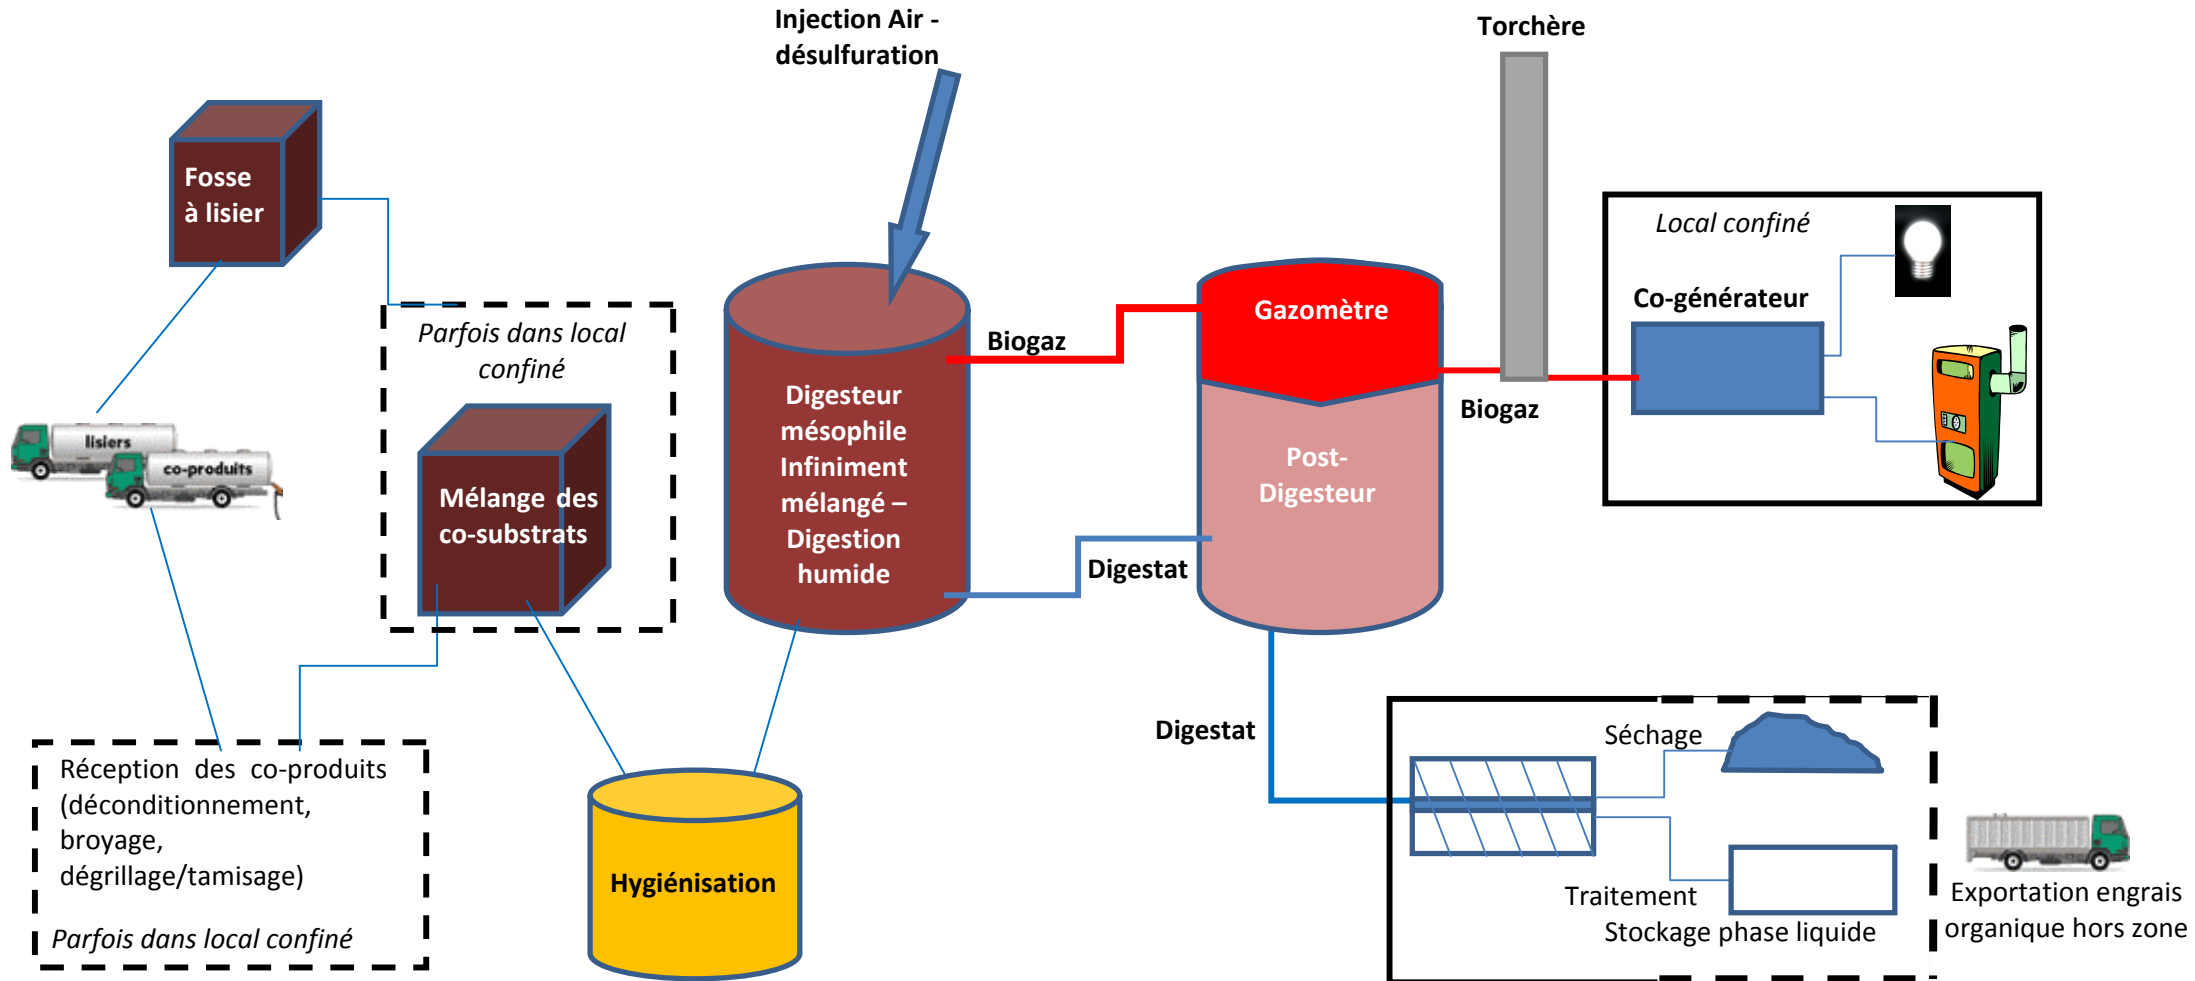 Injection Air -
désulfuration
Torchère
Fosse
à lisier
Local confiné
Co-générateur
Parfois dans local
confiné
Gazomètre
Biogaz
Biogaz
Digesteur
mésophile
Infiniment
mélangé –
Digestion
humide
Post-
Digesteur
lisiers
co-produits
Mélange des
co-substrats
Digestat
Digestat
Réception des co-produits
(déconditionnement,
broyage,
dégrillage/tamisage)
Parfois dans local confiné
Hygiénisation
Séchage
Traitement
Stockage phase liquide
Exportation engrais
organique hors zone